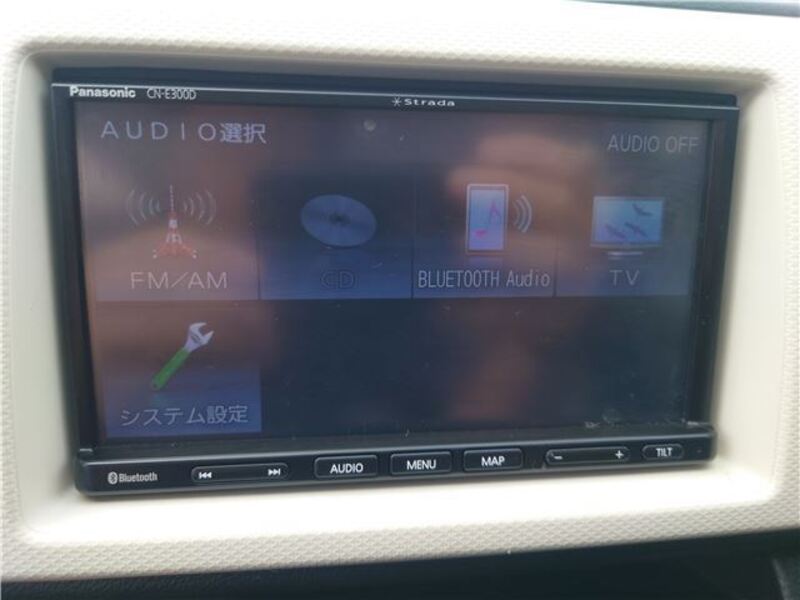 Panasonic CN-E300D
Strada
AUDIO選択
AUDIO OFF
FM/AM
CD
BLUETOOTH Audio
TV
システム設定
Bluetooth
AUDIO
MENU
MAP
- +
TILT